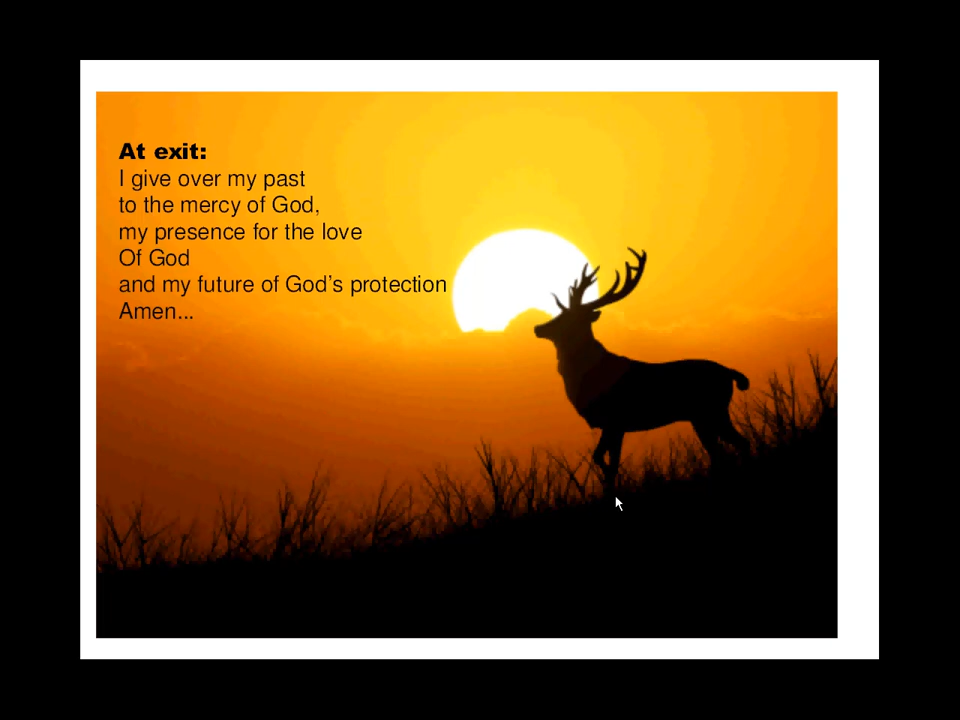 At exit:
I give over my past
to the mercy of God,
my presence for the love
Of God
and my future of God’s protection
Amen...